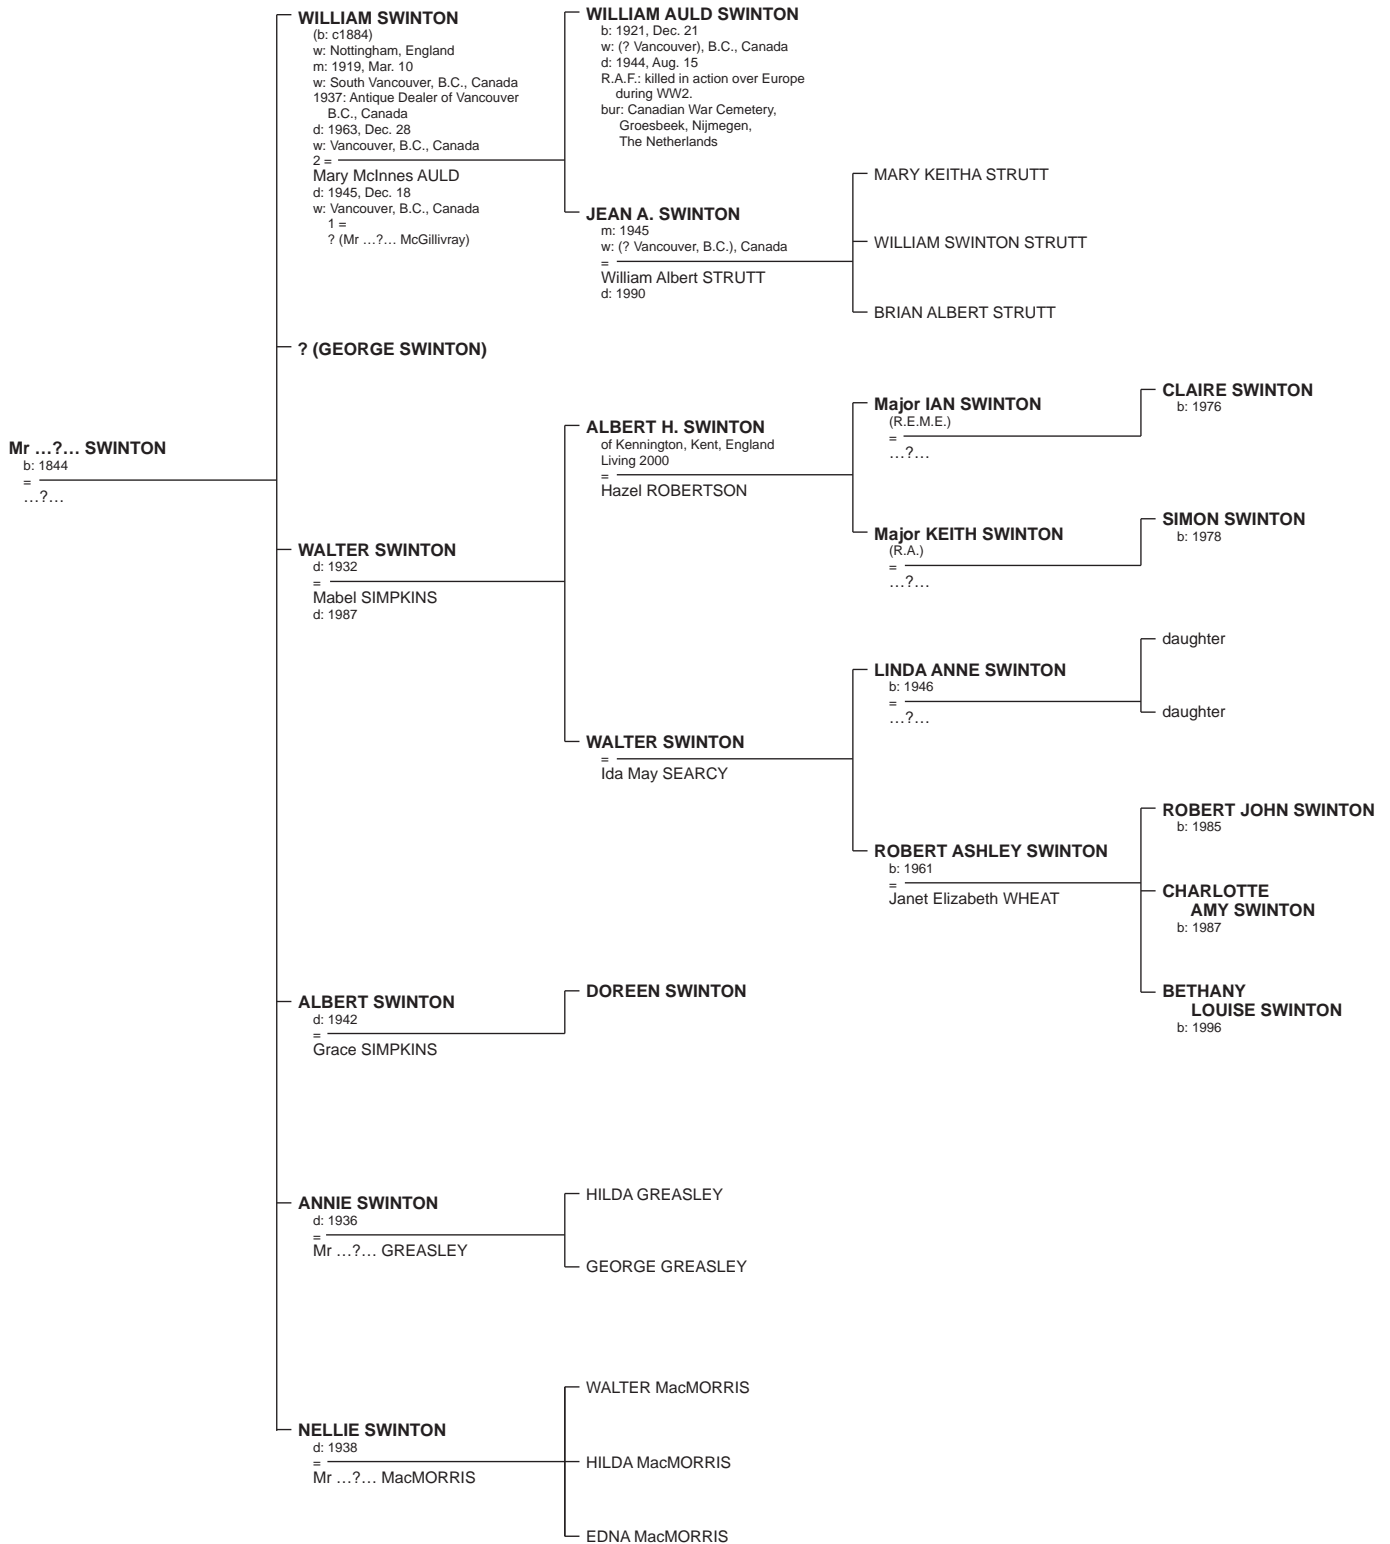 Mr …?… SWINTON
b: 1844
=
…?…
WILLIAM SWINTON
(b: c1884)
w: Nottingham, England
m: 1919, Mar. 10
w: South Vancouver, B.C., Canada
1937: Antique Dealer of Vancouver
B.C., Canada
d: 1963, Dec. 28
w: Vancouver, B.C., Canada
2 =
Mary McInnes AULD
d: 1945, Dec. 18
w: Vancouver, B.C., Canada
1 =
? (Mr …?… McGillivray)
? (GEORGE SWINTON)
WALTER SWINTON
d: 1932
=
Mabel SIMPKINS
d: 1987
ALBERT SWINTON
d: 1942
=
Grace SIMPKINS
ANNIE SWINTON
d: 1936
=
Mr …?… GREASLEY
NELLIE SWINTON
d: 1938
=
Mr …?… MacMORRIS
WILLIAM AULD SWINTON
b: 1921, Dec. 21
w: (? Vancouver), B.C., Canada
d: 1944, Aug. 15
R.A.F.: killed in action over Europe
during WW2.
bur: Canadian War Cemetery,
Groesbeek, Nijmegen,
The Netherlands
JEAN A. SWINTON
m: 1945
w: (? Vancouver, B.C.), Canada
=
William Albert STRUTT
d: 1990
ALBERT H. SWINTON
of Kennington, Kent, England
Living 2000
=
Hazel ROBERTSON
WALTER SWINTON
=
Ida May SEARCY
DOREEN SWINTON
HILDA GREASLEY
GEORGE GREASLEY
WALTER MacMORRIS
HILDA MacMORRIS
EDNA MacMORRIS
MARY KEITHA STRUTT
WILLIAM SWINTON STRUTT
BRIAN ALBERT STRUTT
Major IAN SWINTON
(R.E.M.E.)
=
…?…
Major KEITH SWINTON
(R.A.)
=
…?…
LINDA ANNE SWINTON
b: 1946
=
…?…
ROBERT ASHLEY SWINTON
b: 1961
=
Janet Elizabeth WHEAT
CLAIRE SWINTON
b: 1976
SIMON SWINTON
b: 1978
daughter
daughter
ROBERT JOHN SWINTON
b: 1985
CHARLOTTE
AMY SWINTON
b: 1987
BETHANY
LOUISE SWINTON
b: 1996